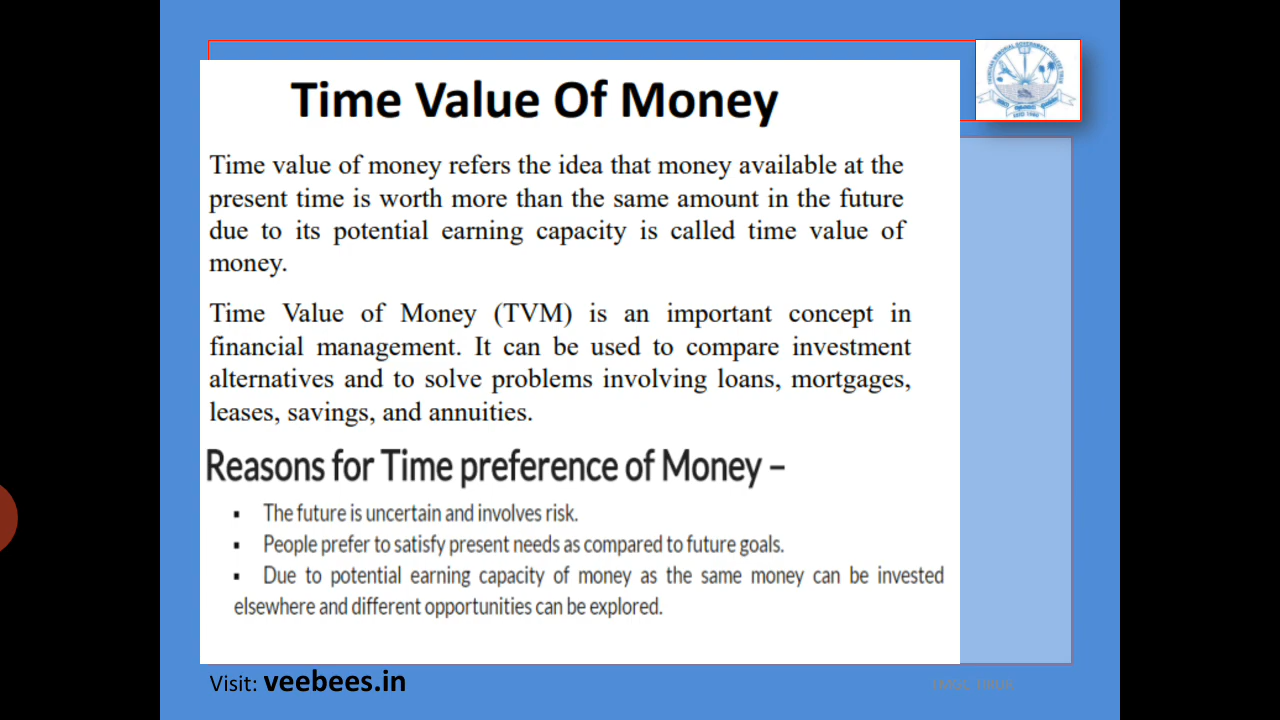 Time Value Of Money
Time value of money refers the idea that money available at the
present time is worth more than the same amount in the future
due to its potential earning capacity is called time value of
money.
Time Value of Money (TVM) is an important concept in
financial management. It can be used to compare investment
alternatives and to solve problems involving loans, mortgages,
leases, savings, and annuities.
Reasons for Time preference of Money –
▪ The future is uncertain and involves risk.
▪ People prefer to satisfy present needs as compared to future goals.
▪ Due to potential earning capacity of money as the same money can be invested
elsewhere and different opportunities can be explored.
Visit: veebees.in
TMGC TIRUR